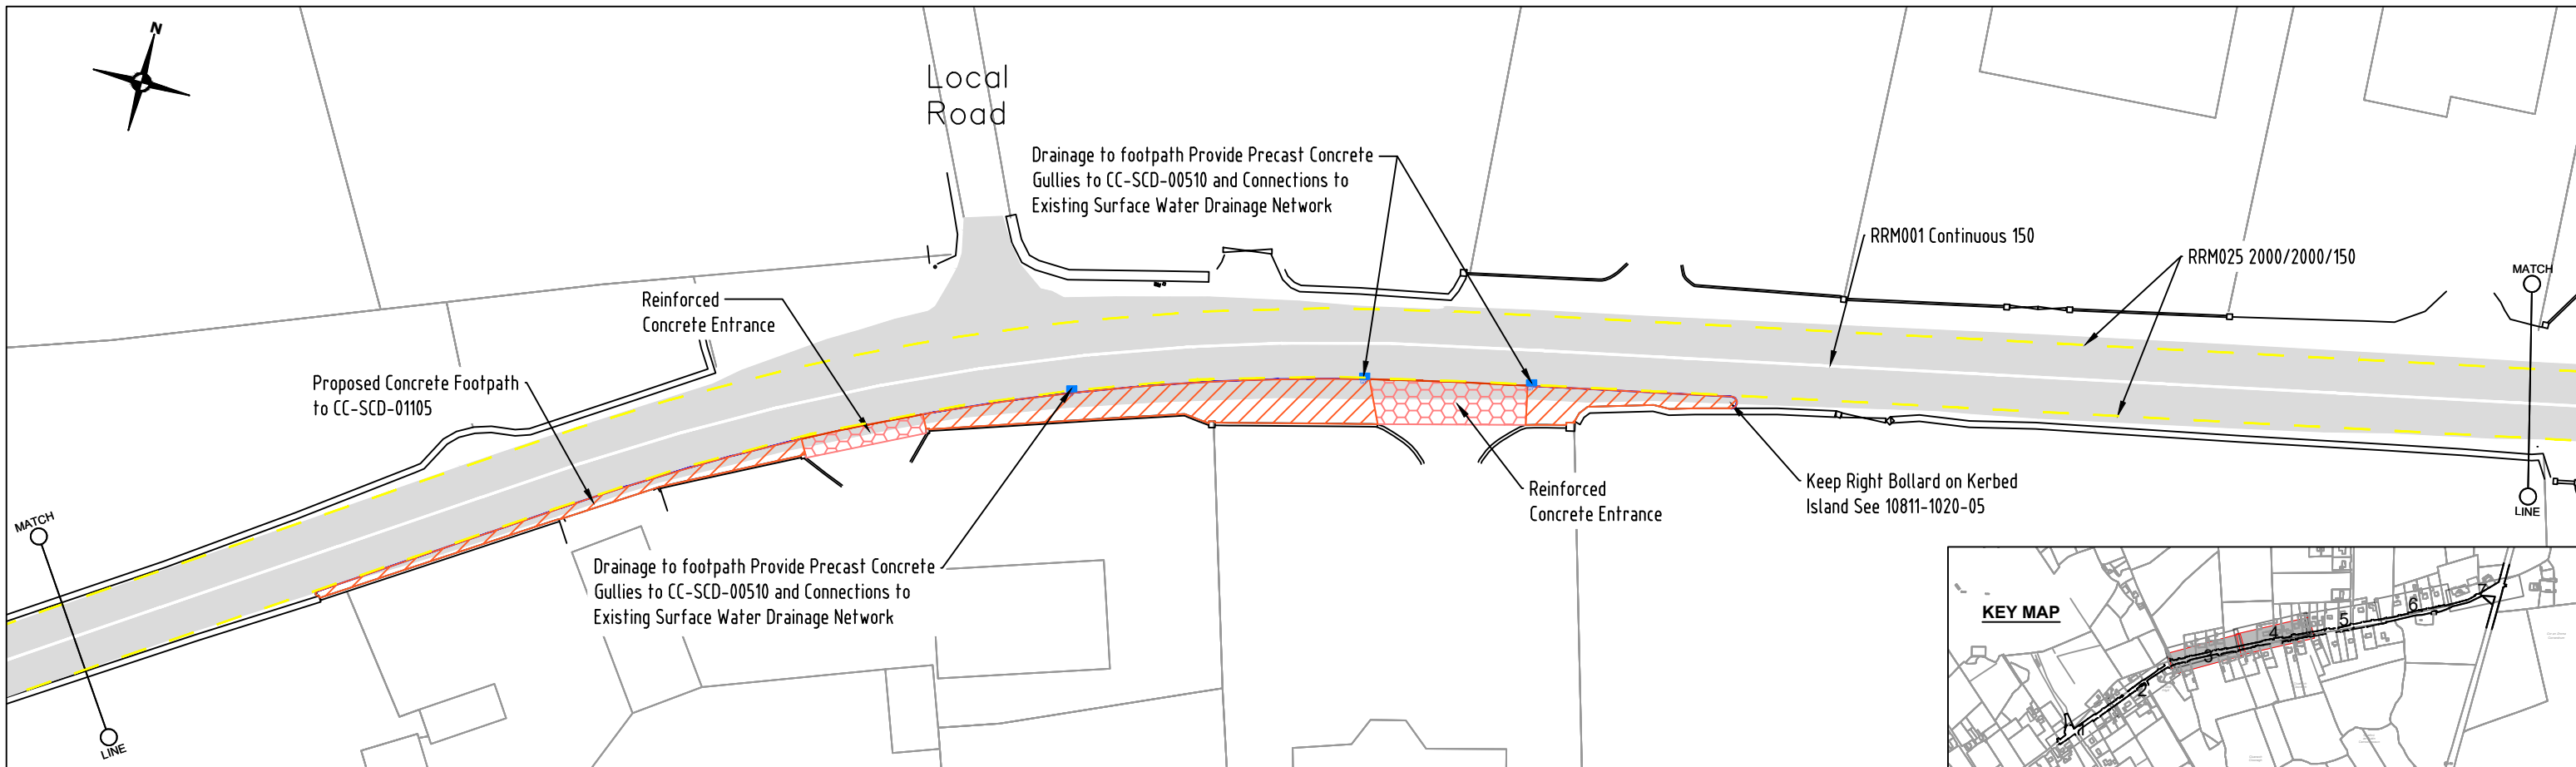 N
Local
Road
Drainage to footpath Provide Precast Concrete
Gullies to CC-SCD-00510 and Connections to
Existing Surface Water Drainage Network
RRM001 Continuous 150
RRM025 2000/2000/150
MATCH
Reinforced
Concrete Entrance
Proposed Concrete Footpath
to CC-SCD-01105
Keep Right Bollard on Kerbed
Island See 10811-1020-05
Reinforced
Concrete Entrance
LINE
MATCH
Drainage to footpath Provide Precast Concrete
Gullies to CC-SCD-00510 and Connections to
Existing Surface Water Drainage Network
LINE
KEY MAP
7
6
5
4
3
2
1